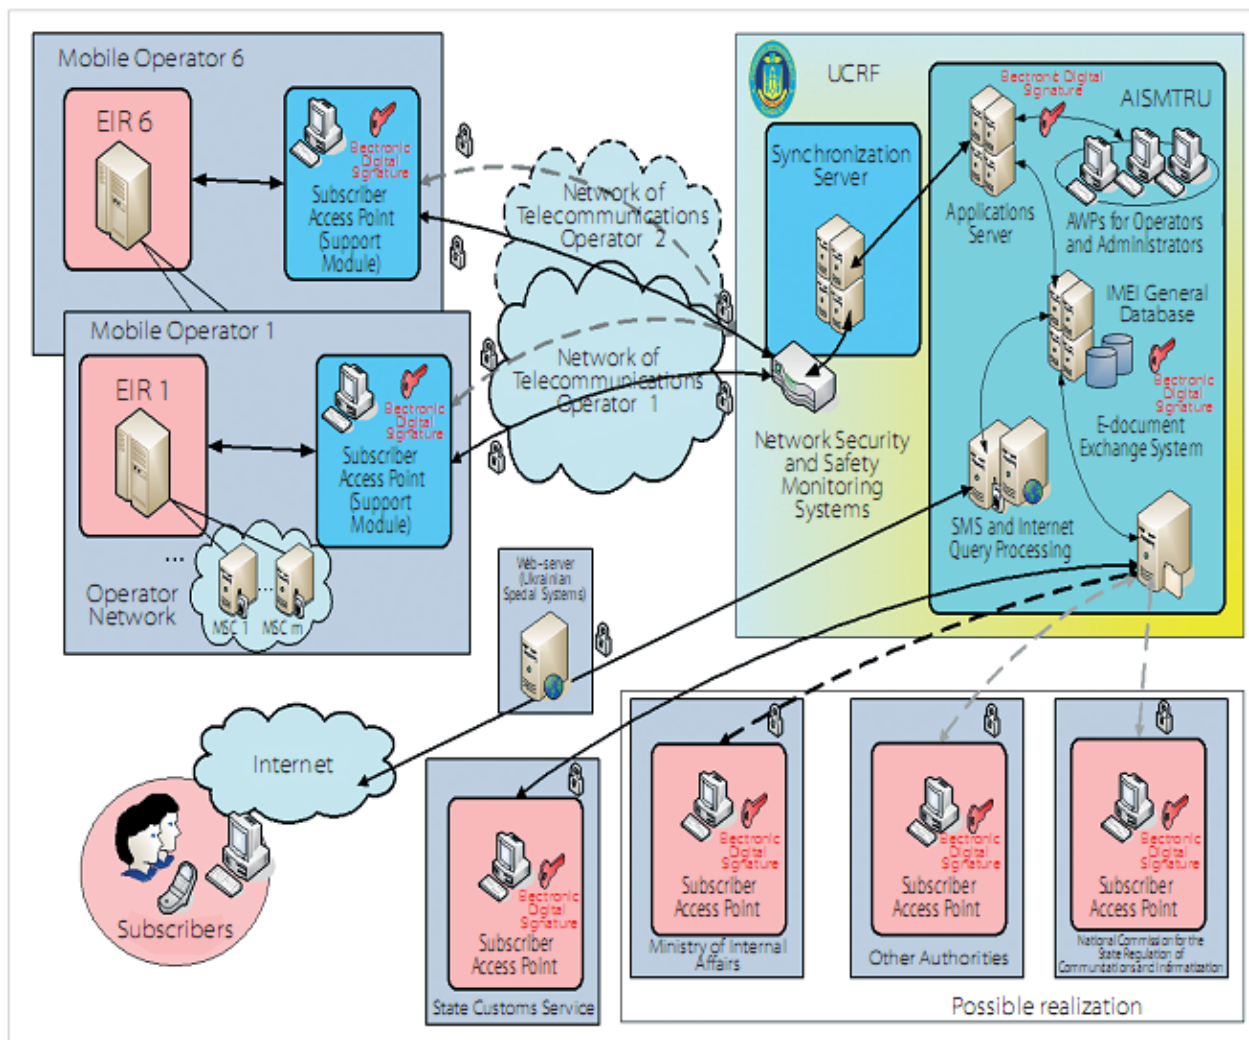 Mobile Operator 6
EIR 6
Electronic
Digital
Signature
Subscriber
Access Point
(Support
Module)
Mobile Operator 1
EIR 1
Electronic
Digital
Signature
Subscriber
Access Point
(Support
Module)
...
Operator
Network
...
MSC 1
MSC m
Network of
Telecommunications
Operator 2
Network of
Telecommunications
Operator 1
UCRF
Synchronization
Server
Network Security
and Safety
Monitoring
Systems
AISMTRU
Electronic Digital
Signature
Applications
Server
AWPs for Operators
and Administrators
IMEI General
Database
Electronic
Digital
Signature
E-document
Exchange System
SMS and Internet
Query Processing
Web-server
(Ukrainian
Special Systems)
Internet
Subscribers
Electronic
Digital
Signature
Subscriber
Access Point
State Customs Service
Electronic
Digital
Signature
Subscriber
Access Point
Ministry of Internal
Affairs
Electronic
Digital
Signature
Subscriber
Access Point
Other Authorities
Electronic
Digital
Signature
Subscriber
Access Point
National Commission for the
State Regulation of
Communcations and Informatization
Possible realization